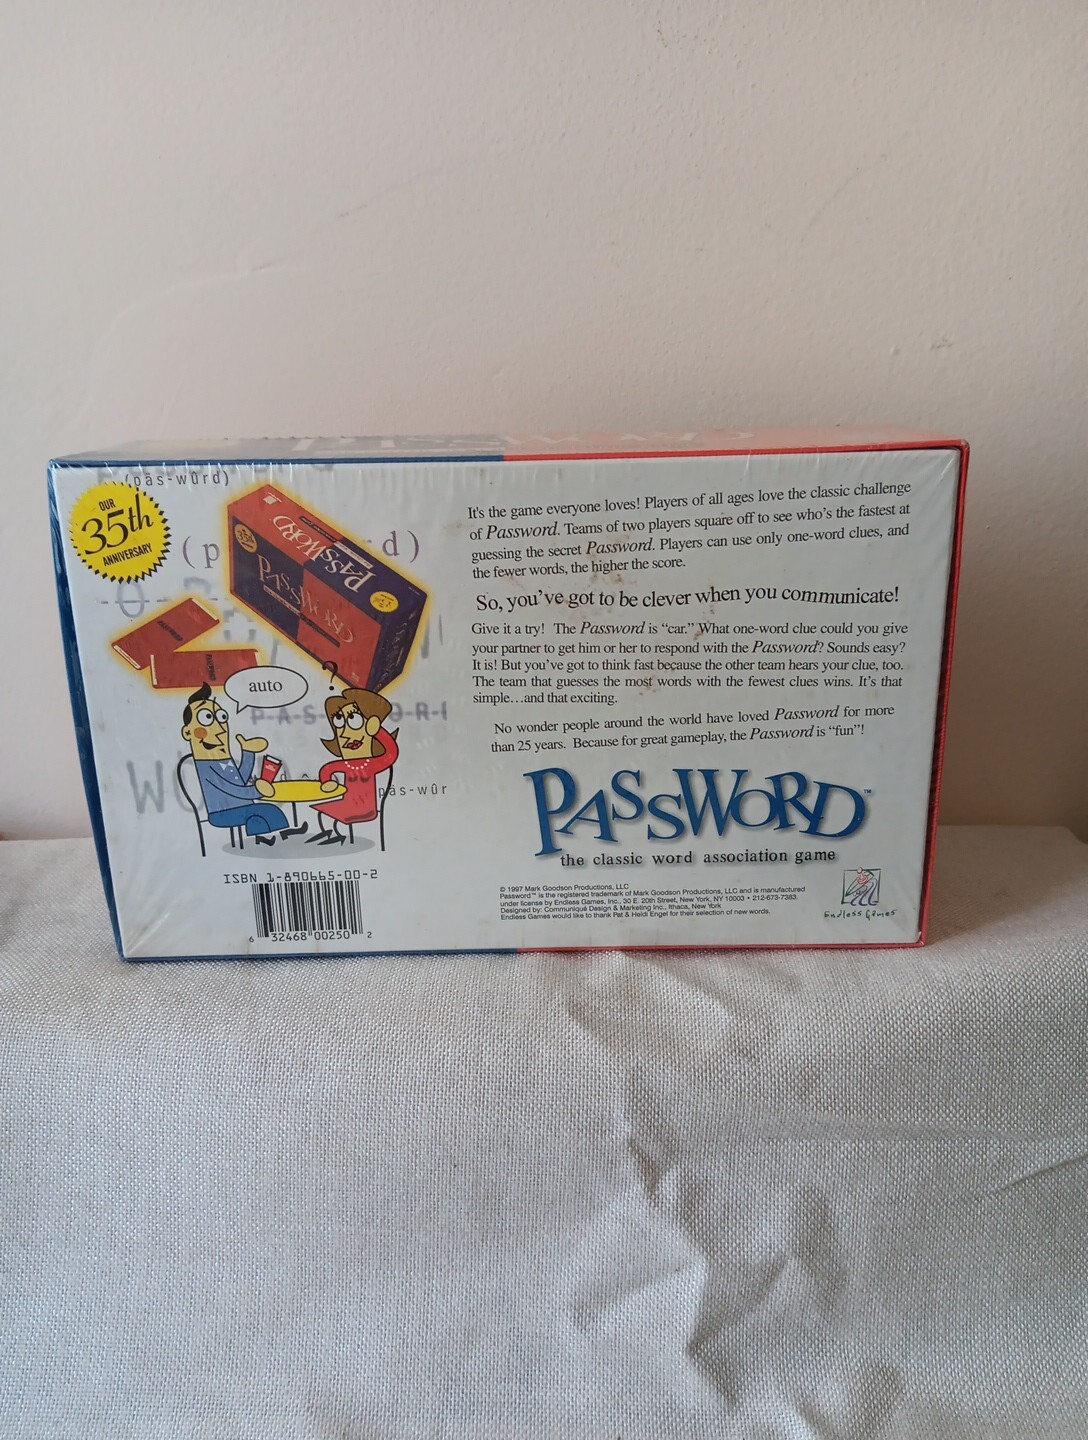 (päs-wûrd)
OUR
35th
ANNIVERSARY
(p
d)
PASSWORD
PASSWORD
auto
?
P-A-S-
O-R-
päs-wûr
ISBN 1-890665-00-2
6 32468 00250 2
It's the game everyone loves! Players of all ages love the classic challenge
of Password. Teams of two players square off to see who's the fastest at
guessing the secret Password. Players can use only one-word clues, and
the fewer words, the higher the score.
So, you've got to be clever when you communicate!
Give it a try! The Password is “car.” What one-word clue could you give
your partner to get him or her to respond with the Password? Sounds easy?
It is! But you've got to think fast because the other team hears your clue, too.
The team that guesses the most words with the fewest clues wins. It's that
simple…and that exciting.
No wonder people around the world have loved Password for more
than 25 years. Because for great gameplay, the Password is “fun”!
PASSWORD™
the classic word association game
© 1997 Mark Goodson Productions, LLC
Password™ is the registered trademark of Mark Goodson Productions, LLC and is manufactured
under license by Endless Games, Inc., 30 E. 20th Street, New York, NY 10003 • 212-673-7383.
Designed by: Communiqué Design & Marketing Inc., Ithaca, New York
Endless Games would like to thank Pat & Heidi Engel for their selection of new words.
Endless Games